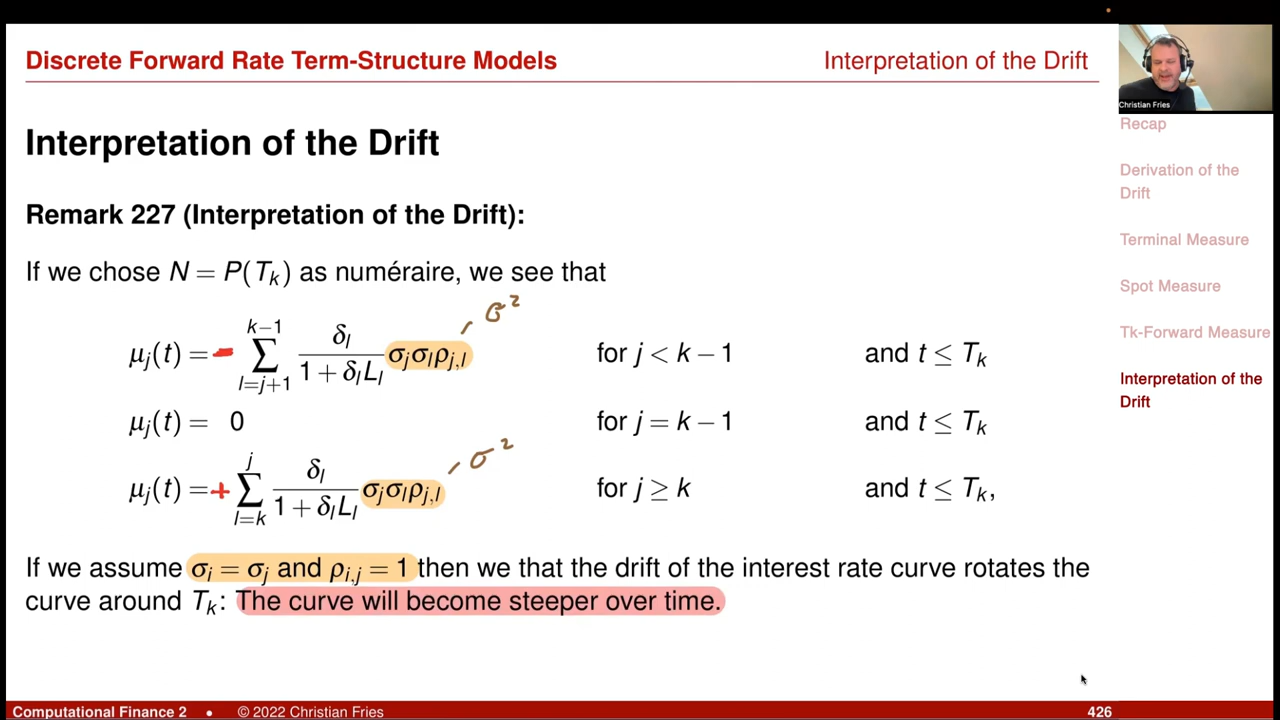 Discrete Forward Rate Term-Structure Models
Interpretation of the Drift
Christian Fries
Recap
Derivation of the
Drift
Terminal Measure
Spot Measure
Tk-Forward Measure
Interpretation of the
Drift
Interpretation of the Drift
Remark 227 (Interpretation of the Drift):
If we chose N = P(T_k) as numéraire, we see that
σ²
μ_j(t) = − ∑_{l=j+1}^{k−1} δ_l / (1 + δ_l L_l) σ_j σ_l ρ_{j,l} for j < k − 1 and t ≤ T_k
μ_j(t) = 0 for j = k − 1 and t ≤ T_k
σ²
μ_j(t) = + ∑_{l=k}^{j} δ_l / (1 + δ_l L_l) σ_j σ_l ρ_{j,l} for j ≥ k and t ≤ T_k,
If we assume σ_i = σ_j and ρ_{i,j} = 1 then we that the drift of the interest rate curve rotates the
curve around T_k: The curve will become steeper over time.
Computational Finance 2 • © 2022 Christian Fries 426